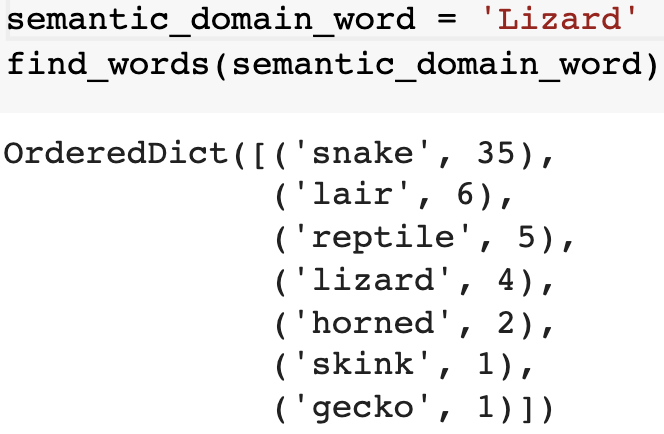 semantic_domain_word = 'Lizard'
find_words(semantic_domain_word)
OrderedDict([('snake', 35),
('lair', 6),
('reptile', 5),
('lizard', 4),
('horned', 2),
('skink', 1),
('gecko', 1)])